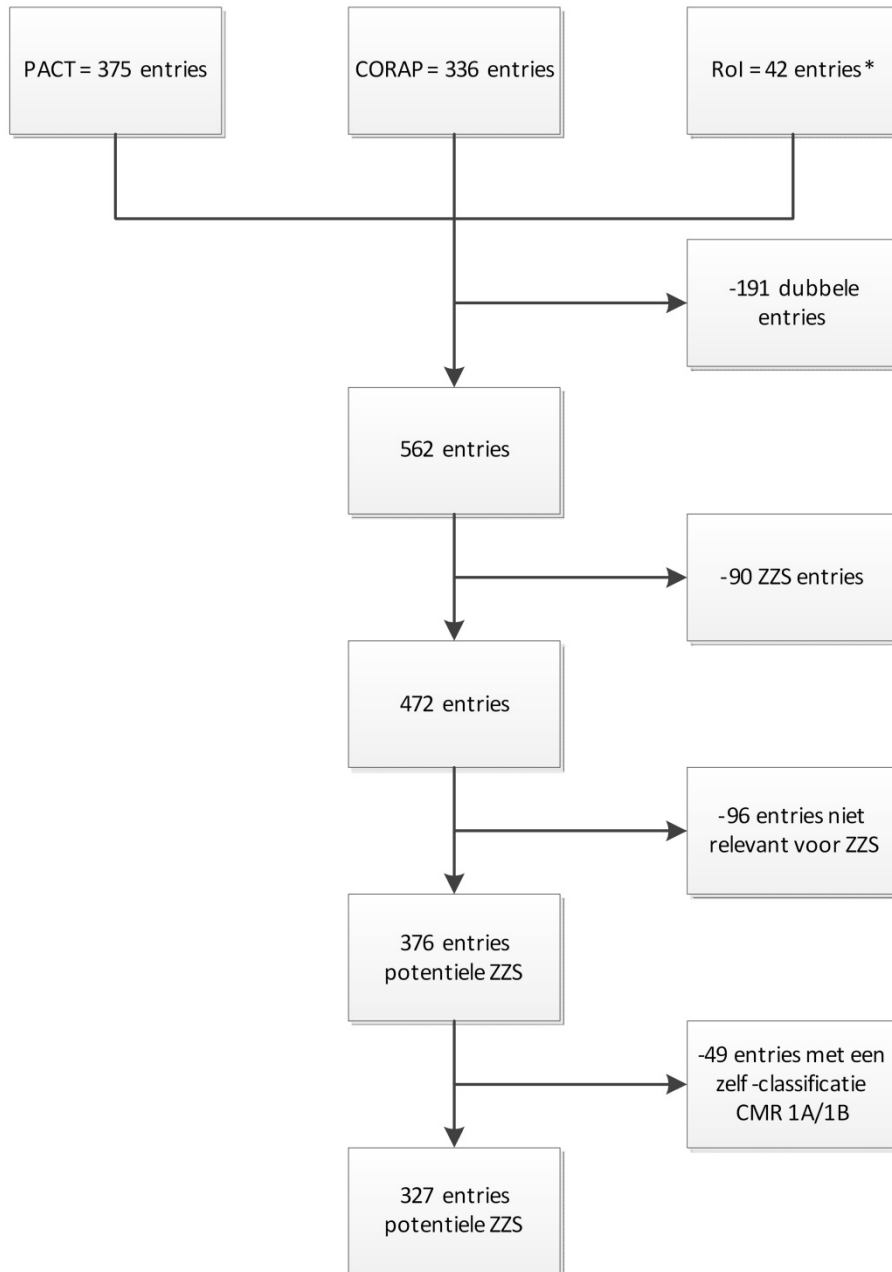 PACT = 375 entries
CORAP = 336 entries
RoI = 42 entries*
-191 dubbele
entries
562 entries
-90 ZZS entries
472 entries
-96 entries niet
relevant voor ZZS
376 entries
potentiele ZZS
-49 entries met een
zelf-classificatie
CMR 1A/1B
327 entries
potentiele ZZS